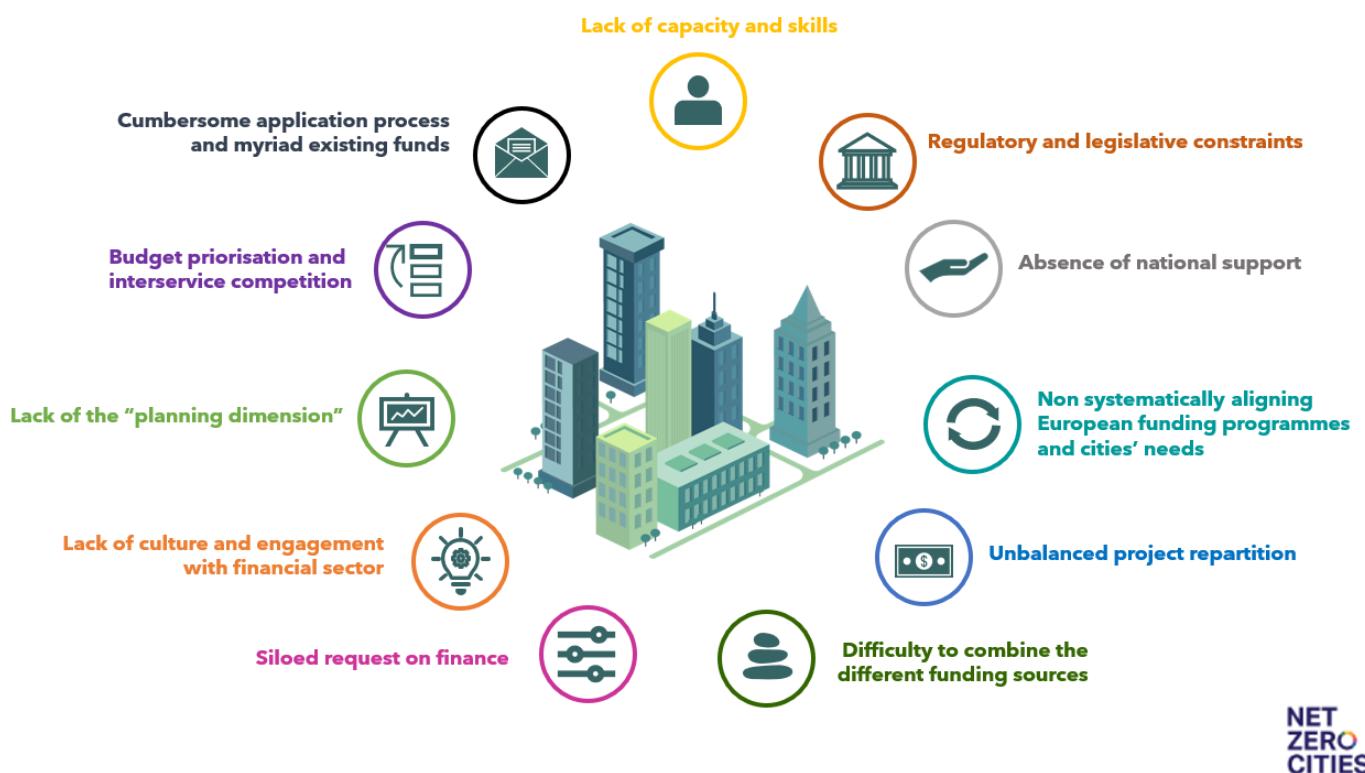 Lack of capacity and skills
Cumbersome application process
and myriad existing funds
Regulatory and legislative constraints
Budget priorisation and
interservice competition
Absence of national support
Lack of the “planning dimension”
Non systematically aligning
European funding programmes
and cities’ needs
Lack of culture and engagement
with financial sector
Unbalanced project repartition
$
Siloed request on finance
Difficulty to combine the
different funding sources
NET
ZERO
CITIES